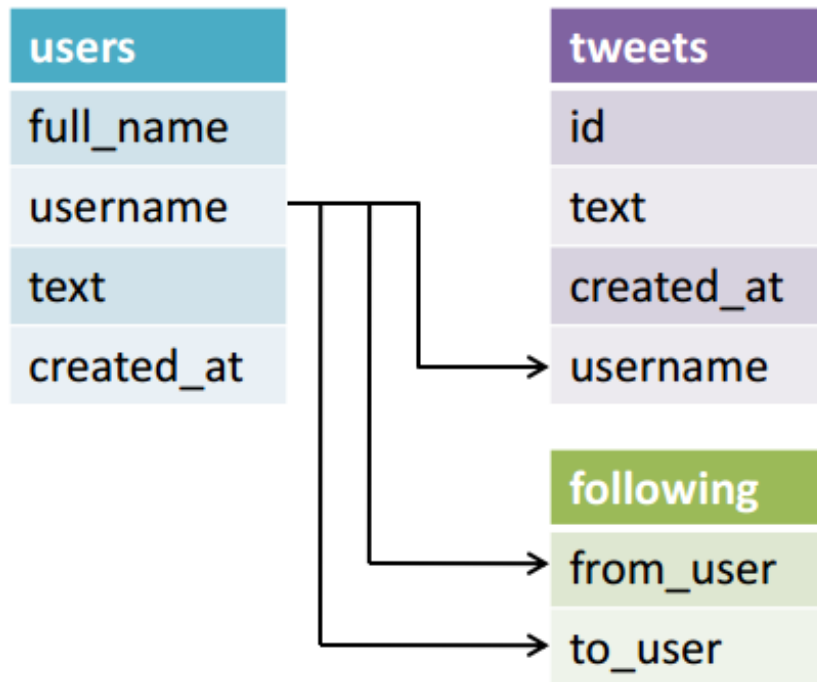 users
full_name
username
text
created_at
tweets
id
text
created_at
username
following
from_user
to_user